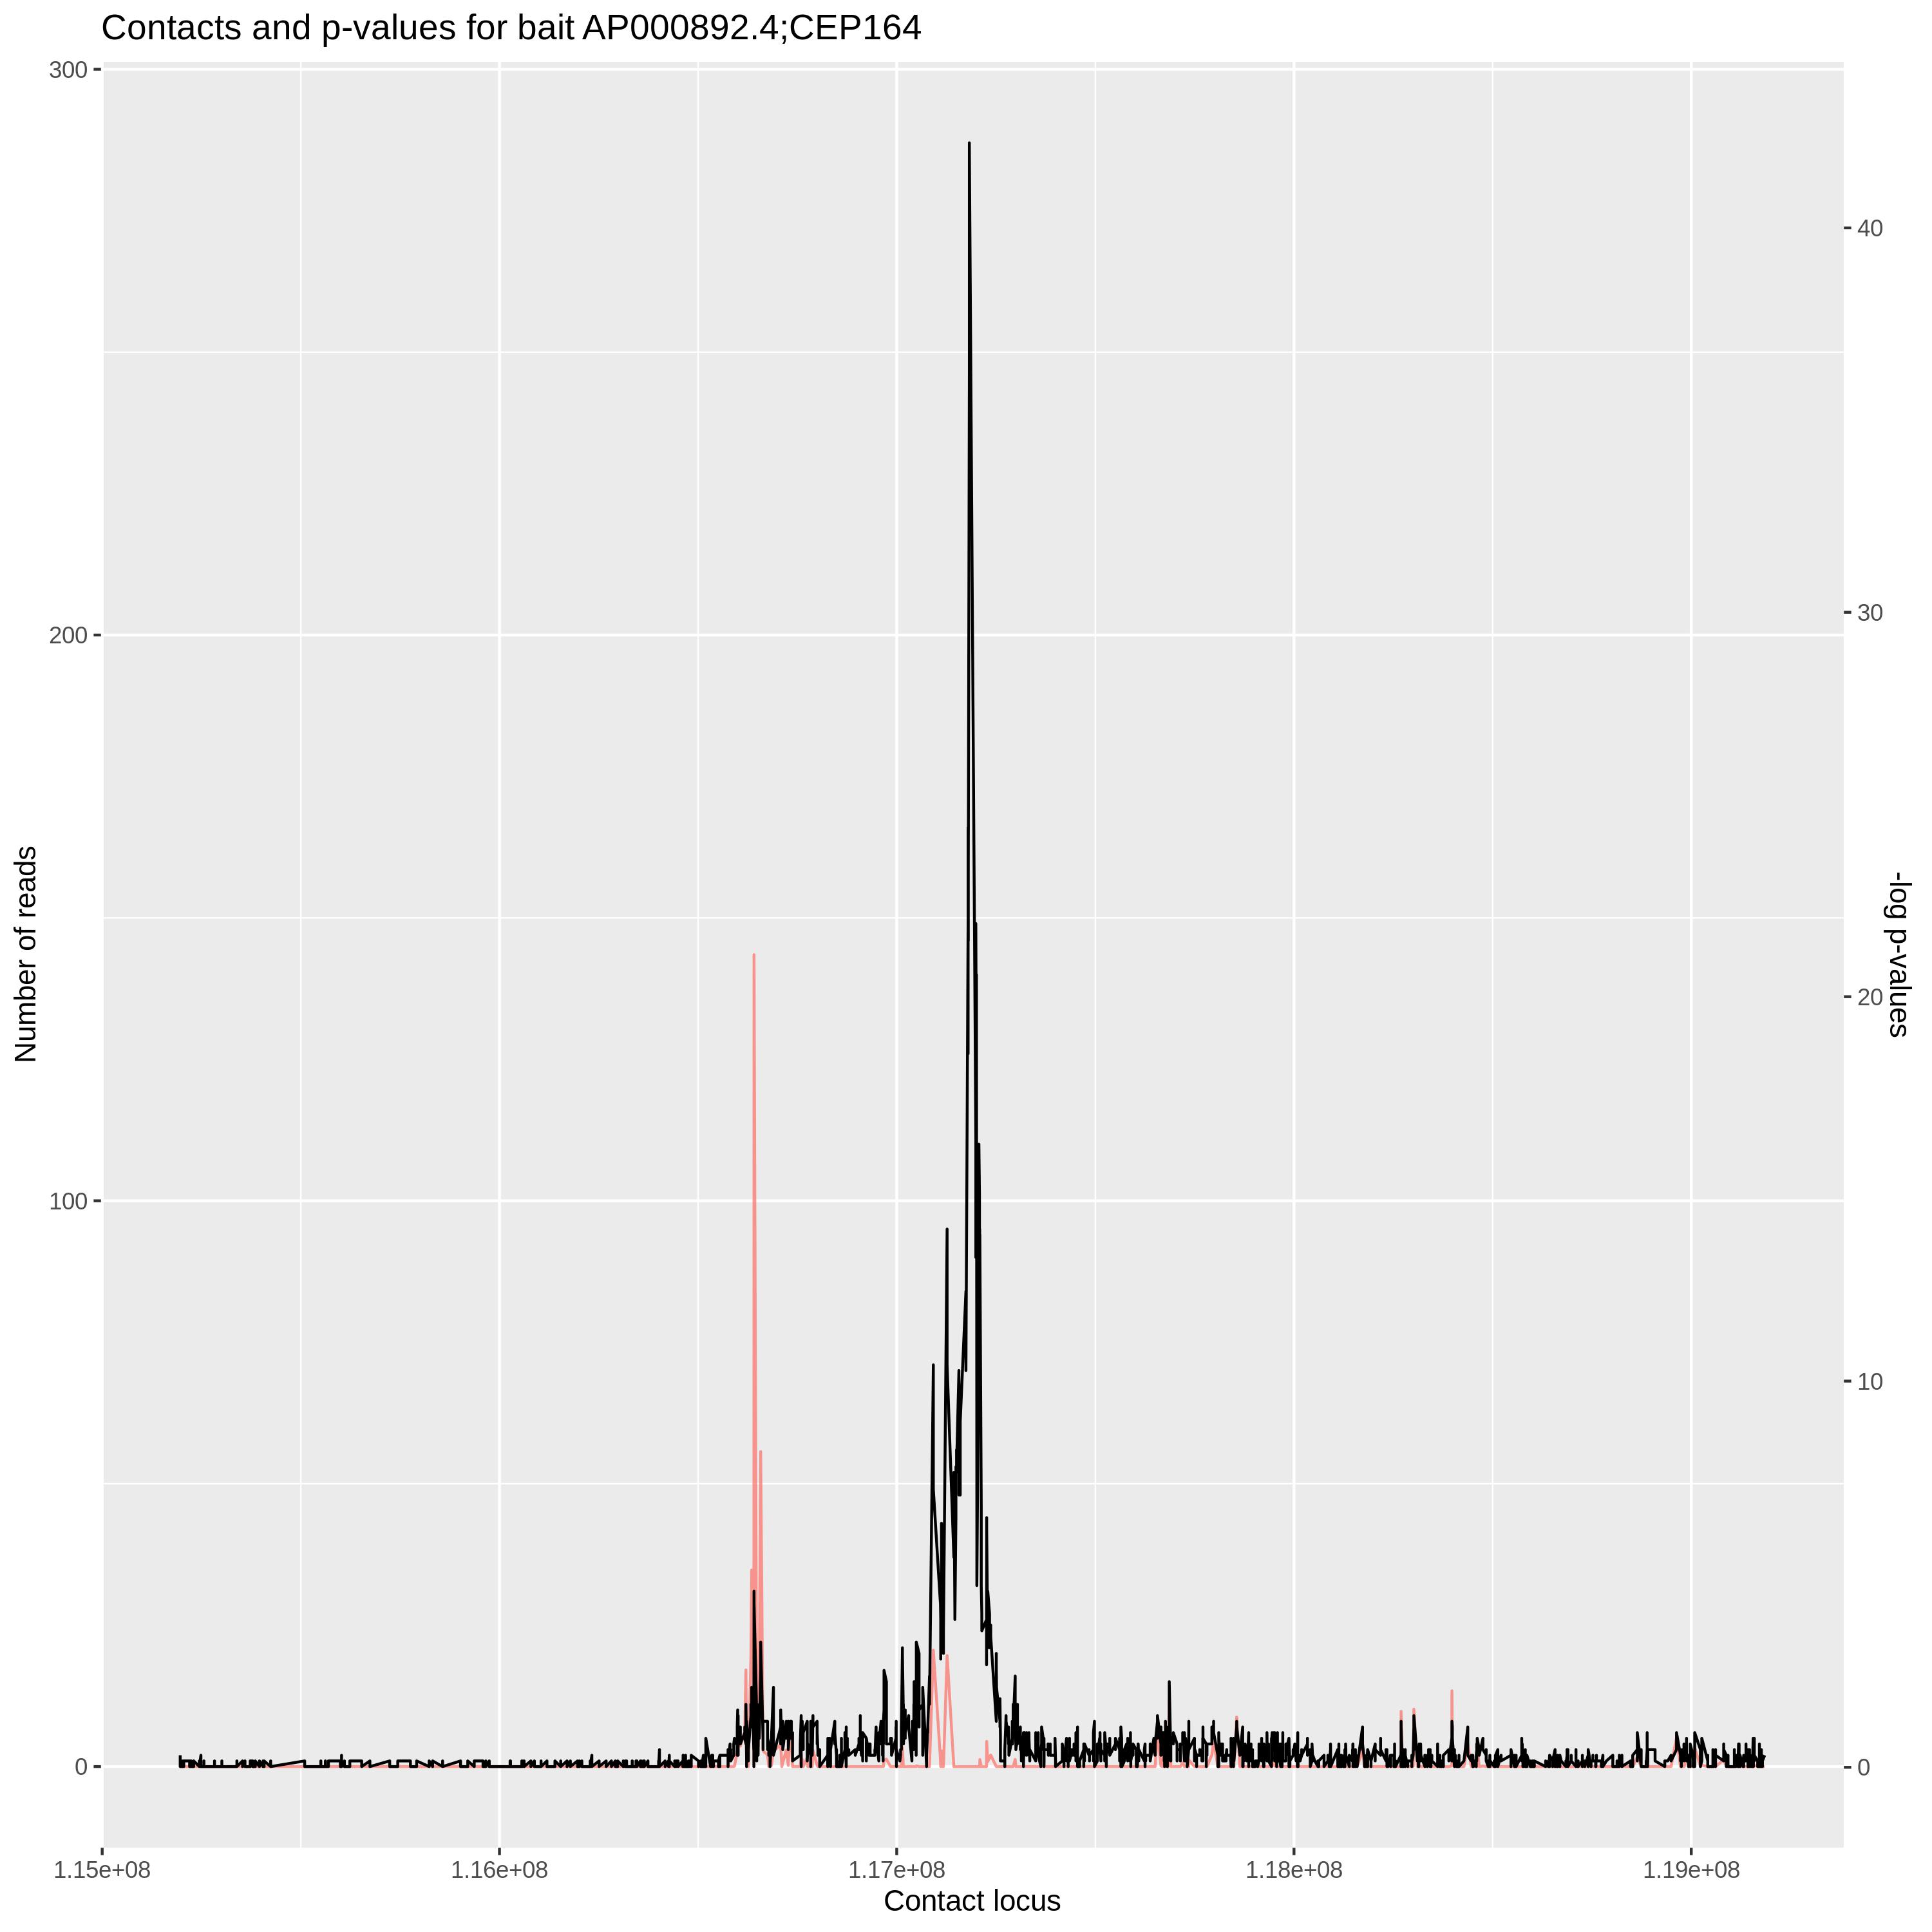 Contacts and p-values for bait AP000892.4;CEP164
300
200
100
0
Number of reads
40
30
20
10
0
-log p-values
1.15e+08
1.16e+08
1.17e+08
1.18e+08
1.19e+08
Contact locus